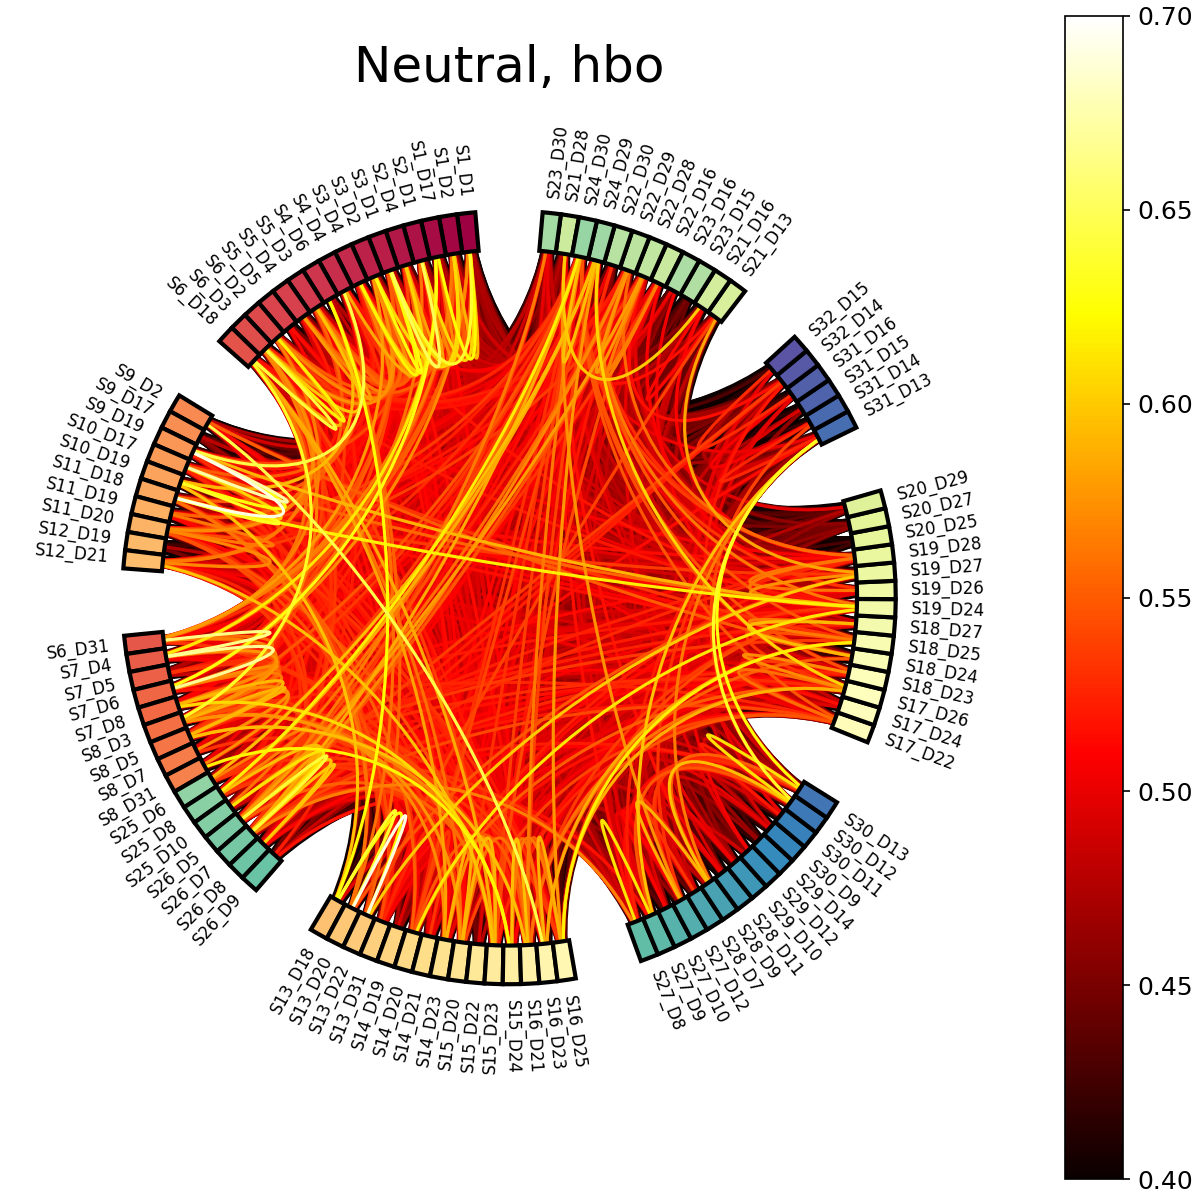 Neutral, hbo
S1_D1
S1_D2
S1_D17
S2_D1
S2_D4
S3_D1
S3_D2
S3_D4
S4_D4
S4_D6
S5_D3
S5_D4
S5_D5
S6_D2
S6_D3
S6_D18
S9_D2
S9_D17
S9_D19
S10_D17
S10_D19
S11_D18
S11_D19
S11_D20
S12_D19
S12_D21
S6_D31
S7_D4
S7_D5
S7_D6
S7_D8
S8_D3
S8_D5
S8_D7
S8_D31
S25_D6
S25_D8
S25_D10
S26_D5
S26_D7
S26_D8
S26_D9
S13_D18
S13_D20
S13_D22
S13_D31
S14_D19
S14_D20
S14_D21
S14_D23
S15_D20
S15_D22
S15_D23
S15_D24
S16_D21
S16_D23
S16_D25
S27_D8
S27_D9
S27_D10
S27_D12
S28_D7
S28_D9
S28_D11
S29_D10
S29_D12
S29_D14
S30_D9
S30_D11
S30_D12
S30_D13
S17_D22
S17_D24
S17_D26
S18_D23
S18_D24
S18_D25
S18_D27
S19_D24
S19_D26
S19_D27
S19_D28
S20_D25
S20_D27
S20_D29
S31_D13
S31_D14
S31_D15
S31_D16
S32_D14
S32_D15
S21_D13
S21_D16
S23_D15
S23_D16
S22_D16
S22_D28
S22_D29
S22_D30
S24_D29
S24_D30
S21_D28
S23_D30
0.70
0.65
0.60
0.55
0.50
0.45
0.40